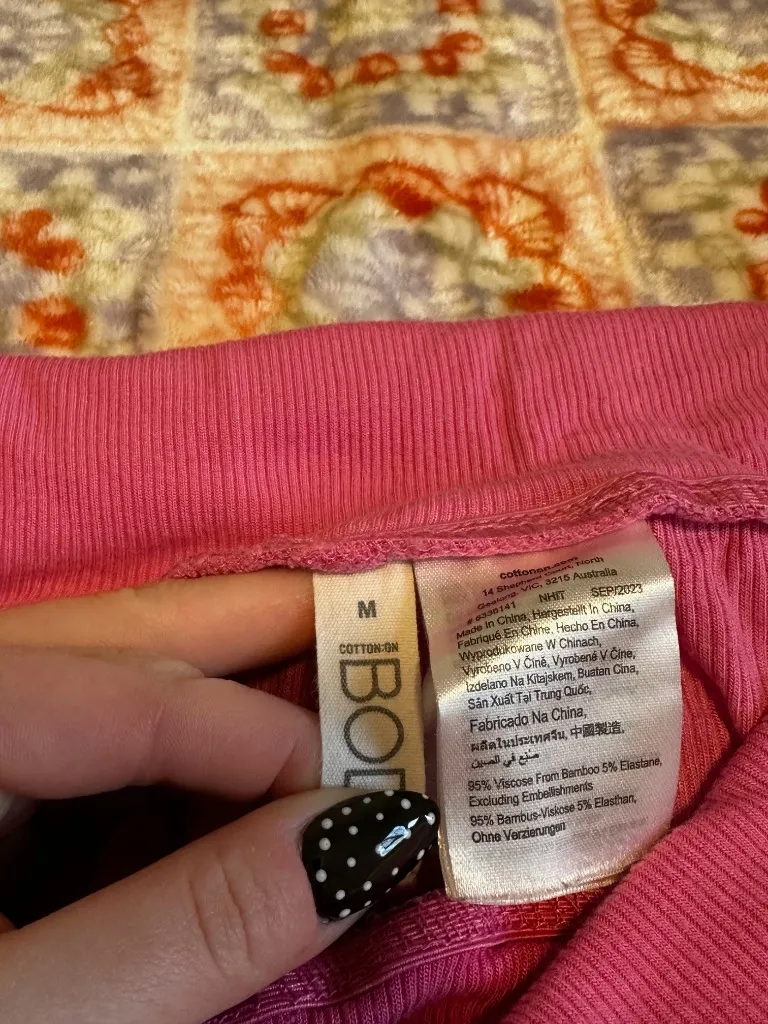 M
COTTON:ON
BOD
cottonon.com
14 Shepherd Court, North
Geelong, VIC, 3215 Australia
# 6336141 NHIT SEP/2023
Made In China, Hergestellt In China,
Fabriqué En Chine, Hecho En China,
Wyprodukowane W Chinach,
Vyrobeno V Číně, Vyrobené V Číne,
Izdelano Na Kitajskem, Buatan Cina,
Sản Xuất Tại Trung Quốc,
Fabricado Na China,
ผลิตในประเทศจีน, 中國製造,
صنع في الصين
95% Viscose From Bamboo 5% Elastane,
Excluding Embellishments
95% Bambus-Viskose 5% Elasthan,
Ohne Verzierungen